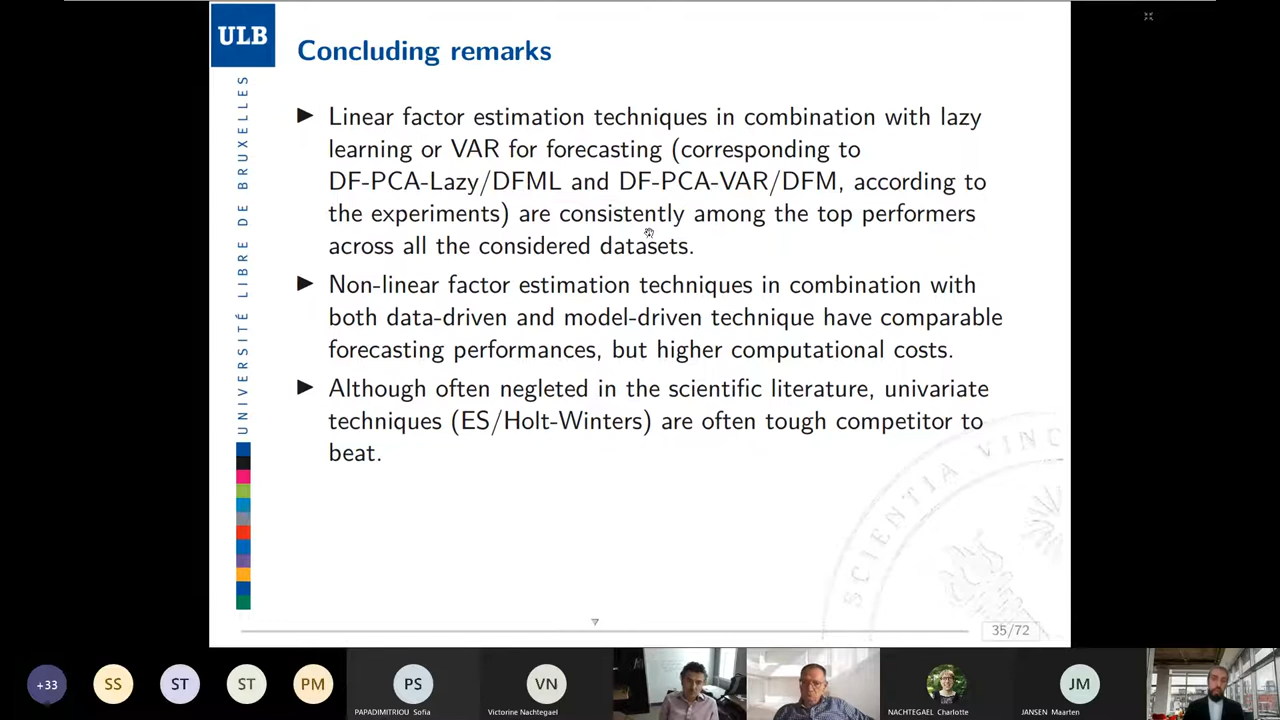 ULB
Concluding remarks
UNIVERSITÉ LIBRE DE BRUXELLES
▶ Linear factor estimation techniques in combination with lazy
learning or VAR for forecasting (corresponding to
DF-PCA-Lazy/DFML and DF-PCA-VAR/DFM, according to
the experiments) are consistently among the top performers
across all the considered datasets.
▶ Non-linear factor estimation techniques in combination with
both data-driven and model-driven technique have comparable
forecasting performances, but higher computational costs.
▶ Although often negleted in the scientific literature, univariate
techniques (ES/Holt-Winters) are often tough competitor to
beat.
SCIENTIA VINC
35/72
+33
SS
ST
ST
PM
PS
VN
JM
PAPADIMITRIOU Sofia
Victorine Nachtegael
NACHTEGAEL Charlotte
JANSEN Maarten